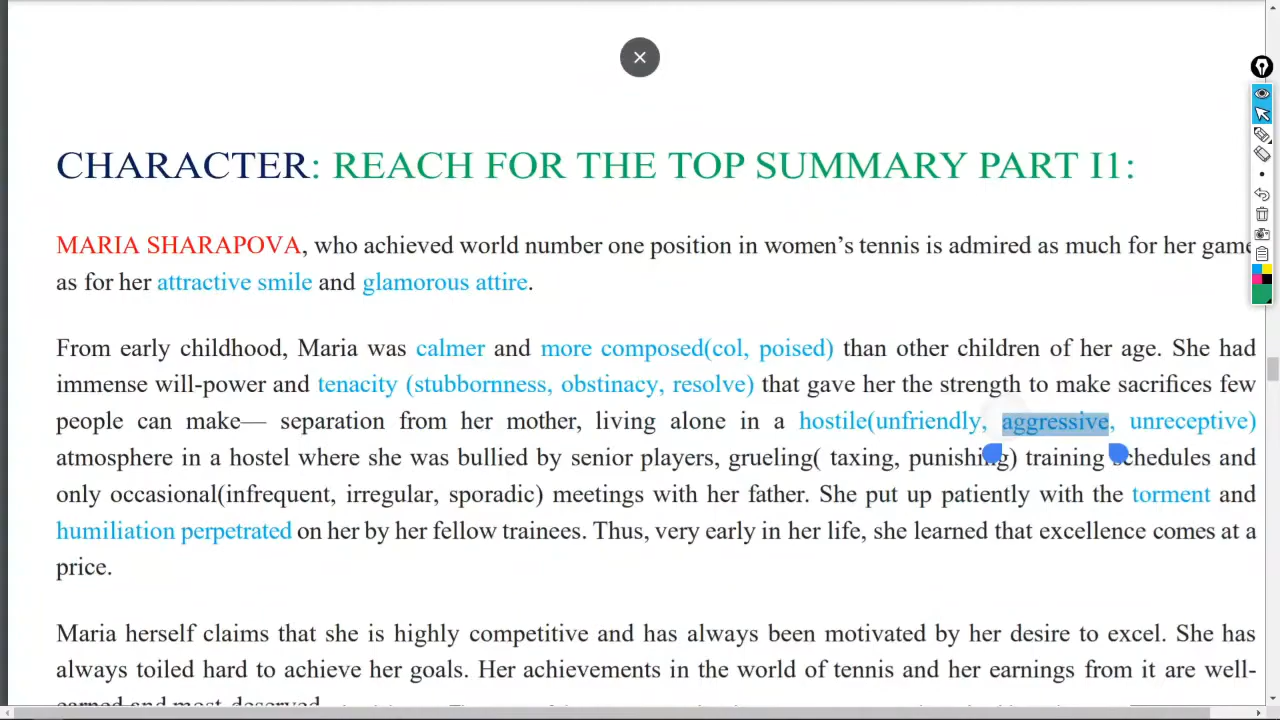 CHARACTER: REACH FOR THE TOP SUMMARY PART I1:
MARIA SHARAPOVA, who achieved world number one position in women’s tennis is admired as much for her game
as for her attractive smile and glamorous attire.
From early childhood, Maria was calmer and more composed(col, poised) than other children of her age. She had
immense will-power and tenacity (stubbornness, obstinacy, resolve) that gave her the strength to make sacrifices few
people can make— separation from her mother, living alone in a hostile(unfriendly, aggressive, unreceptive)
atmosphere in a hostel where she was bullied by senior players, grueling( taxing, punishing) training schedules and
only occasional(infrequent, irregular, sporadic) meetings with her father. She put up patiently with the torment and
humiliation perpetrated on her by her fellow trainees. Thus, very early in her life, she learned that excellence comes at a
price.
Maria herself claims that she is highly competitive and has always been motivated by her desire to excel. She has
always toiled hard to achieve her goals. Her achievements in the world of tennis and her earnings from it are well-
earned and most-deserved